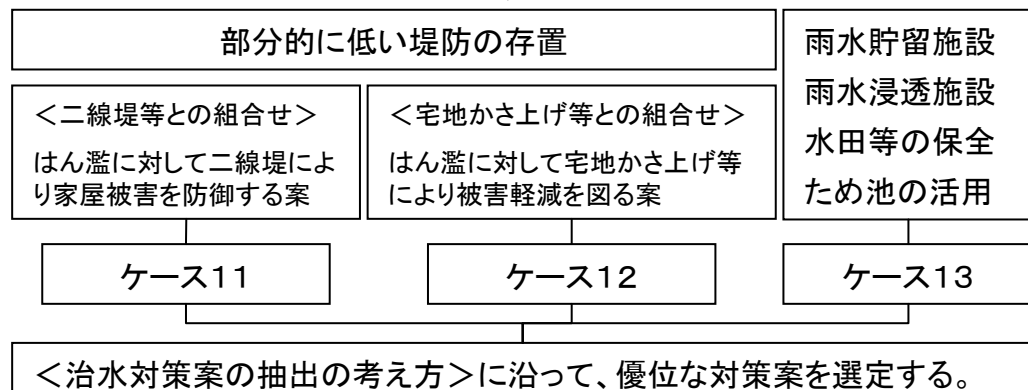 部分的に低い堤防の存置
<二線堤等との組合せ>
はん濫に対して二線堤によ
り家屋被害を防御する案
<宅地かさ上げ等との組合せ>
はん濫に対して宅地かさ上げ等
により被害軽減を図る案
雨水貯留施設
雨水浸透施設
水田等の保全
ため池の活用
ケース11
ケース12
ケース13
<治水対策案の抽出の考え方>に沿って、優位な対策案を選定する。